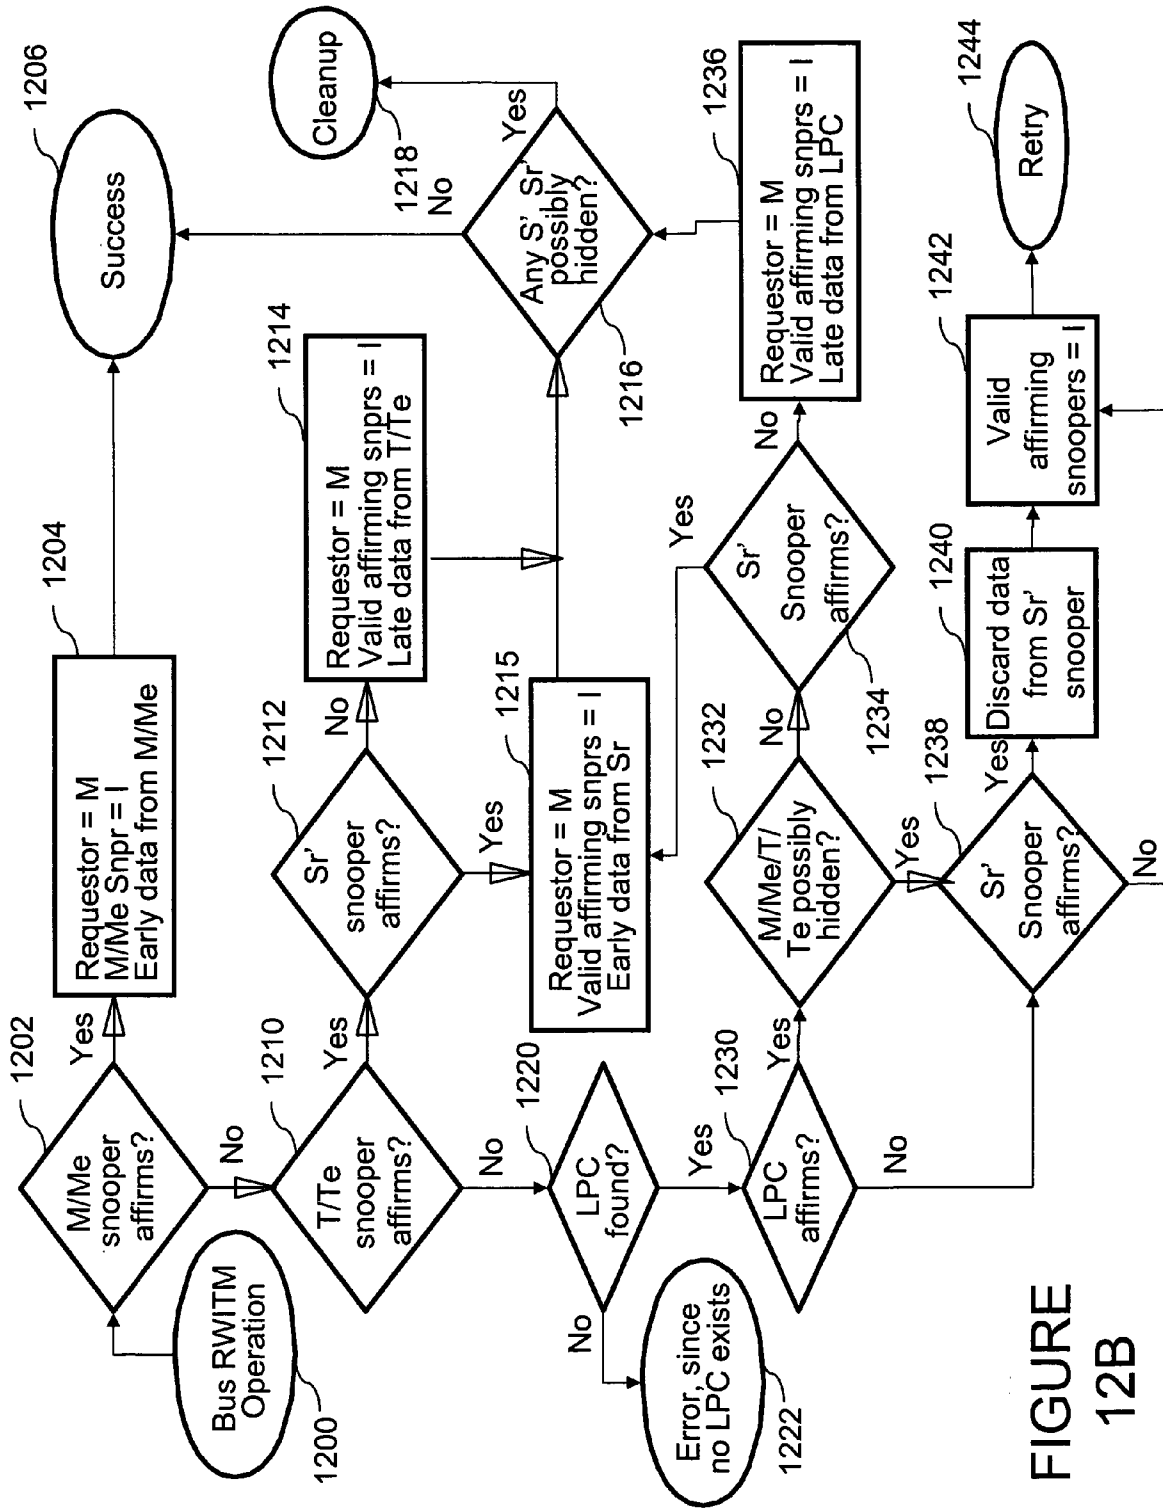 Bus RWITM
Operation
1200
M/Me
snooper
affirms?
1202
Yes
No
Requestor = M
M/Me Snpr = I
Early data from M/Me
1204
Success
1206
T/Te
snooper
affirms?
1210
Yes
No
Sr'
snooper
affirms?
1212
No
Yes
Requestor = M
Valid affirming snprs = I
Late data from T/Te
1214
Requestor = M
Valid affirming snprs = I
Early data from Sr
1215
Any S' Sr
possibly
hidden?
1216
No
Yes
Cleanup
1218
LPC
found?
1220
No
Yes
Error, since
no LPC exists
1222
LPC
affirms?
1230
Yes
No
M/Me/T/
Te possibly
hidden?
1232
No
Yes
Sr'
Snooper
affirms?
1234
Yes
No
Requestor = M
Valid affirming snprs = I
Late data from LPC
1236
Sr'
Snooper
affirms?
1238
Yes
No
Discard data
from Sr'
snooper
1240
Valid
affirming
snoopers = I
1242
Retry
1244
FIGURE
12B